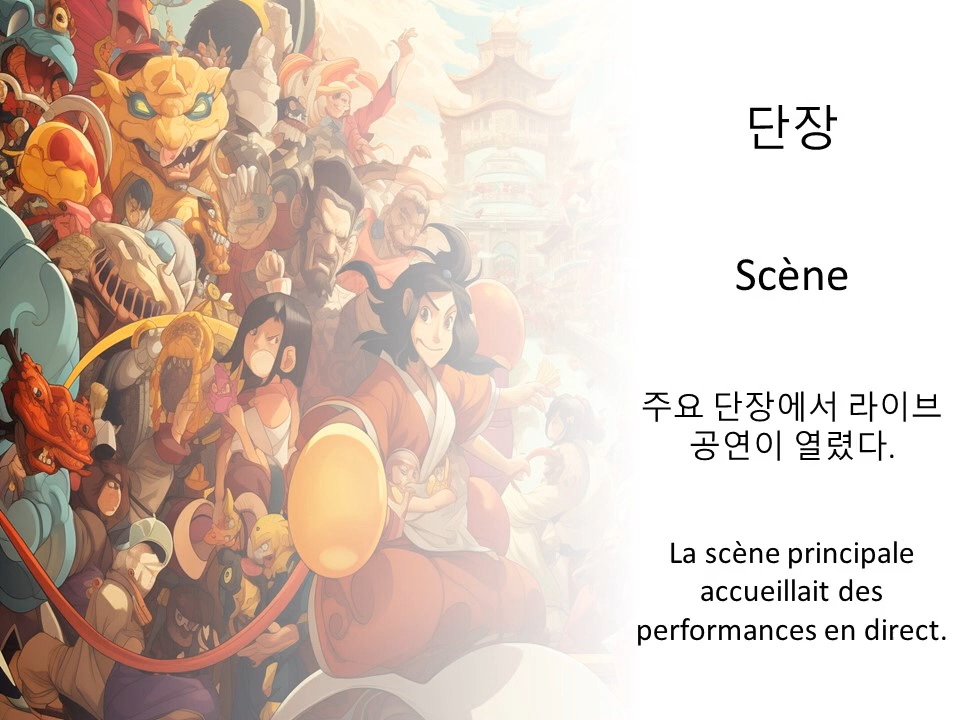 단장
Scène
주요 단장에서 라이브
공연이 열렸다.
La scène principale
accueillait des
performances en direct.